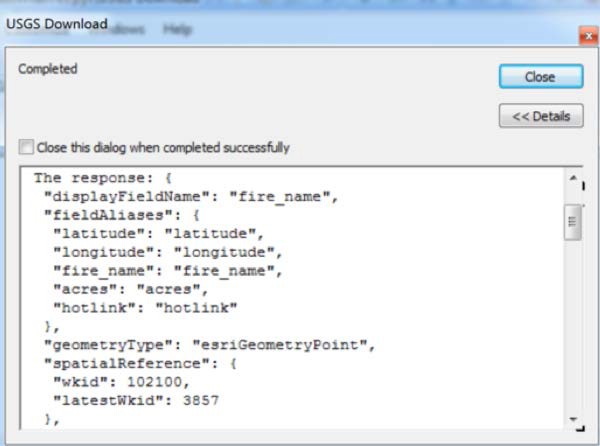 USGS Download
Windows Help
Completed
Close
<< Details
Close this dialog when completed successfully
The response: {
"displayFieldName": "fire_name",
"fieldAliases": {
"latitude": "latitude",
"longitude": "longitude",
"fire_name": "fire_name",
"acres": "acres",
"hotlink": "hotlink"
},
"geometryType": "esriGeometryPoint",
"spatialReference": {
"wkid": 102100,
"latestWkid": 3857
},